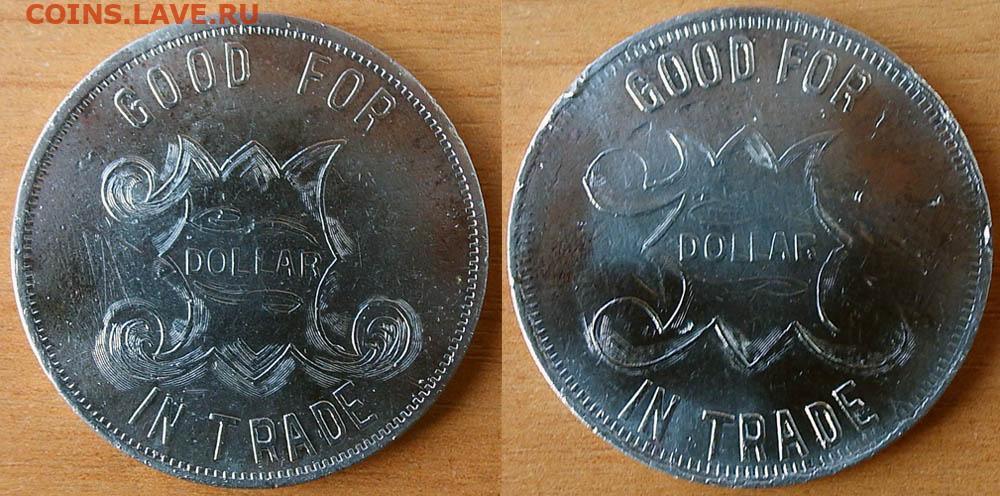 COINS.LAVE.RU
GOOD FOR
DOLLAR
IN TRADE
GOOD FOR
DOLLAR
IN TRADE